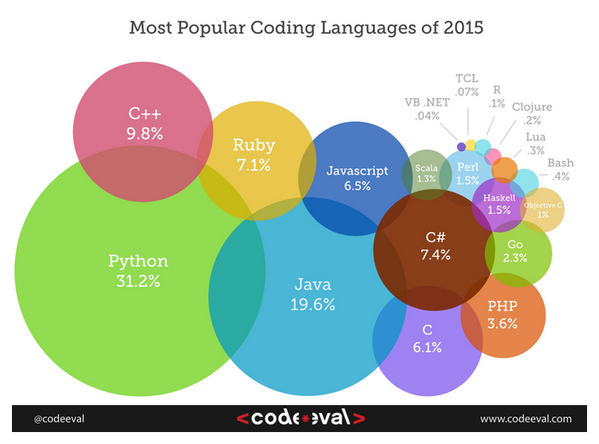 Most Popular Coding Languages of 2015
TCL
.07%
R
.1%
VB .NET
.04%
Clojure
.2%
Lua
.3%
Bash
.4%
C++
9.8%
Ruby
7.1%
Javascript
6.5%
Scala
1.3%
Perl
1.5%
Haskell
1.5%
Objective C
1%
C#
7.4%
Go
2.3%
Python
31.2%
Java
19.6%
PHP
3.6%
C
6.1%
@codeeval
<code*eval\>
www.codeeval.com